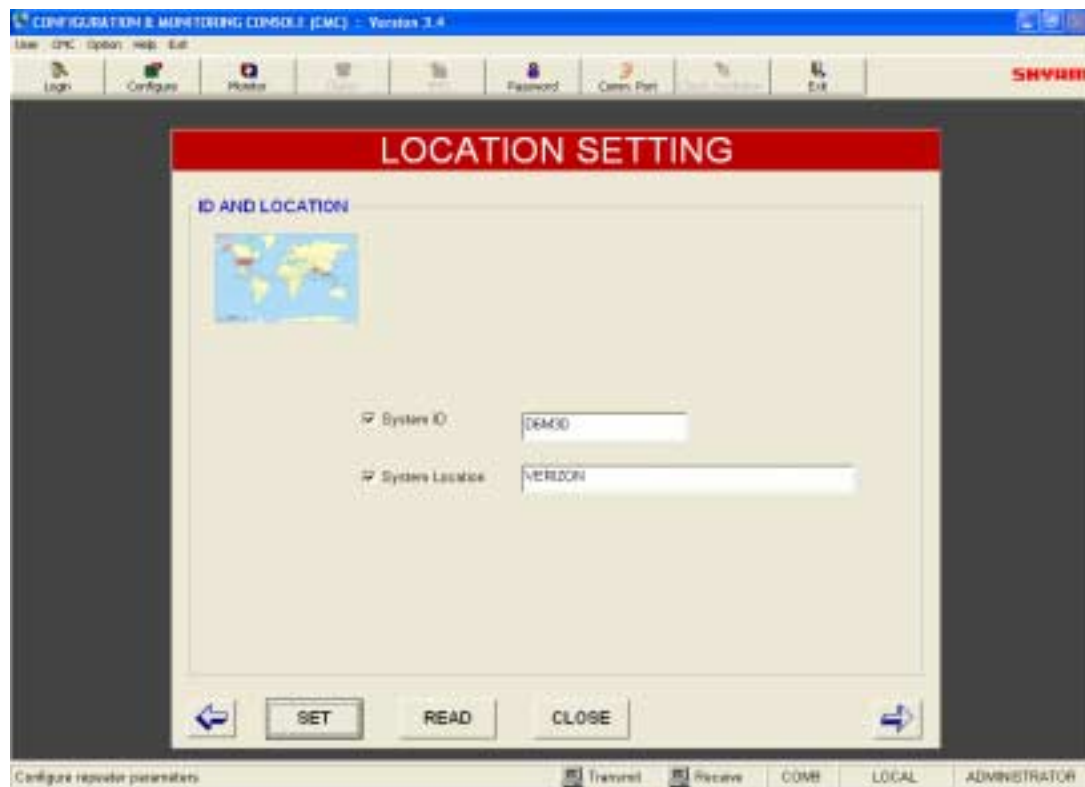 CONFIGURATION & MONITORING CONSOLE (CMC) : Version 3.4
User CMC Option Help Exit
Login Configure Monitor Password Comm. Port Exit
SHYAM
LOCATION SETTING
ID AND LOCATION
System ID
System Location VERIZON
SET READ CLOSE
Configure repeater parameters Transmit Receive LOCAL ADMINISTRATOR